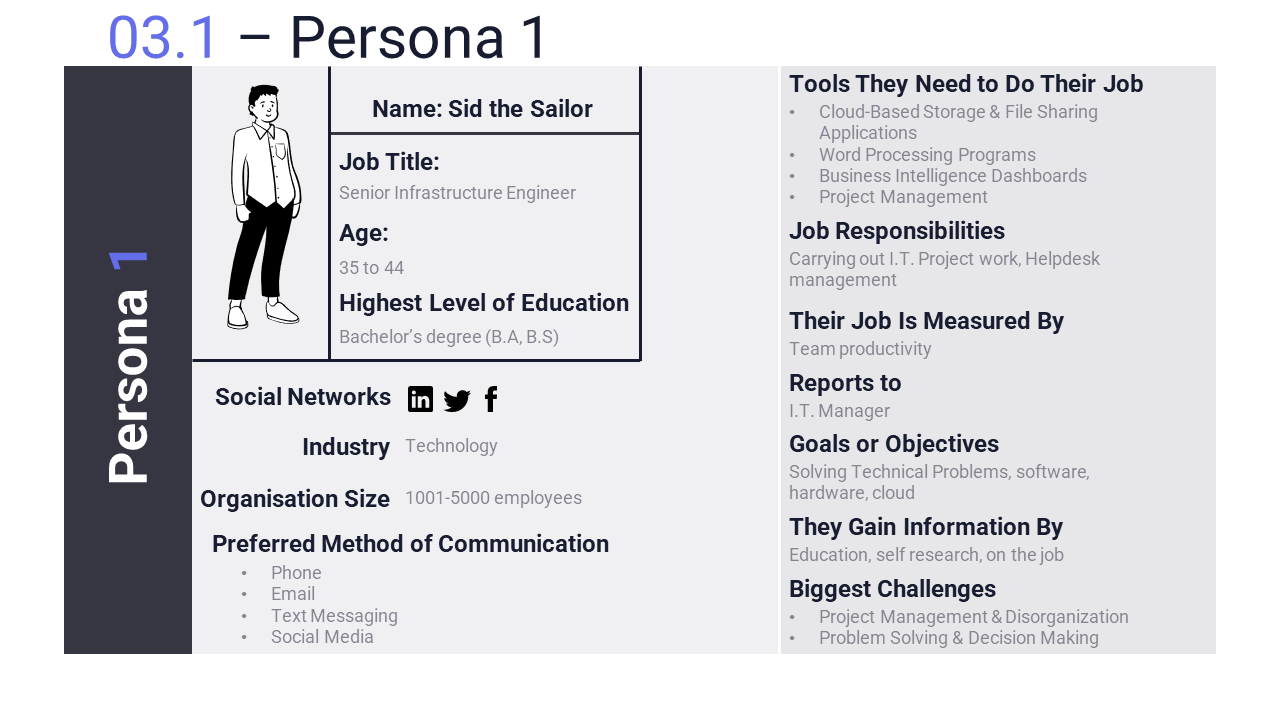 03.1 – Persona 1
Persona 1
Name: Sid the Sailor
Job Title:
Senior Infrastructure Engineer
Age:
35 to 44
Highest Level of Education
Bachelor’s degree (B.A, B.S)
Social Networks
Industry
Technology
Organisation Size
1001-5000 employees
Preferred Method of Communication
• Phone
• Email
• Text Messaging
• Social Media
Tools They Need to Do Their Job
• Cloud-Based Storage & File Sharing
Applications
• Word Processing Programs
• Business Intelligence Dashboards
• Project Management
Job Responsibilities
Carrying out I.T. Project work, Helpdesk
management
Their Job Is Measured By
Team productivity
Reports to
I.T. Manager
Goals or Objectives
Solving Technical Problems, software,
hardware, cloud
They Gain Information By
Education, self research, on the job
Biggest Challenges
• Project Management & Disorganization
• Problem Solving & Decision Making